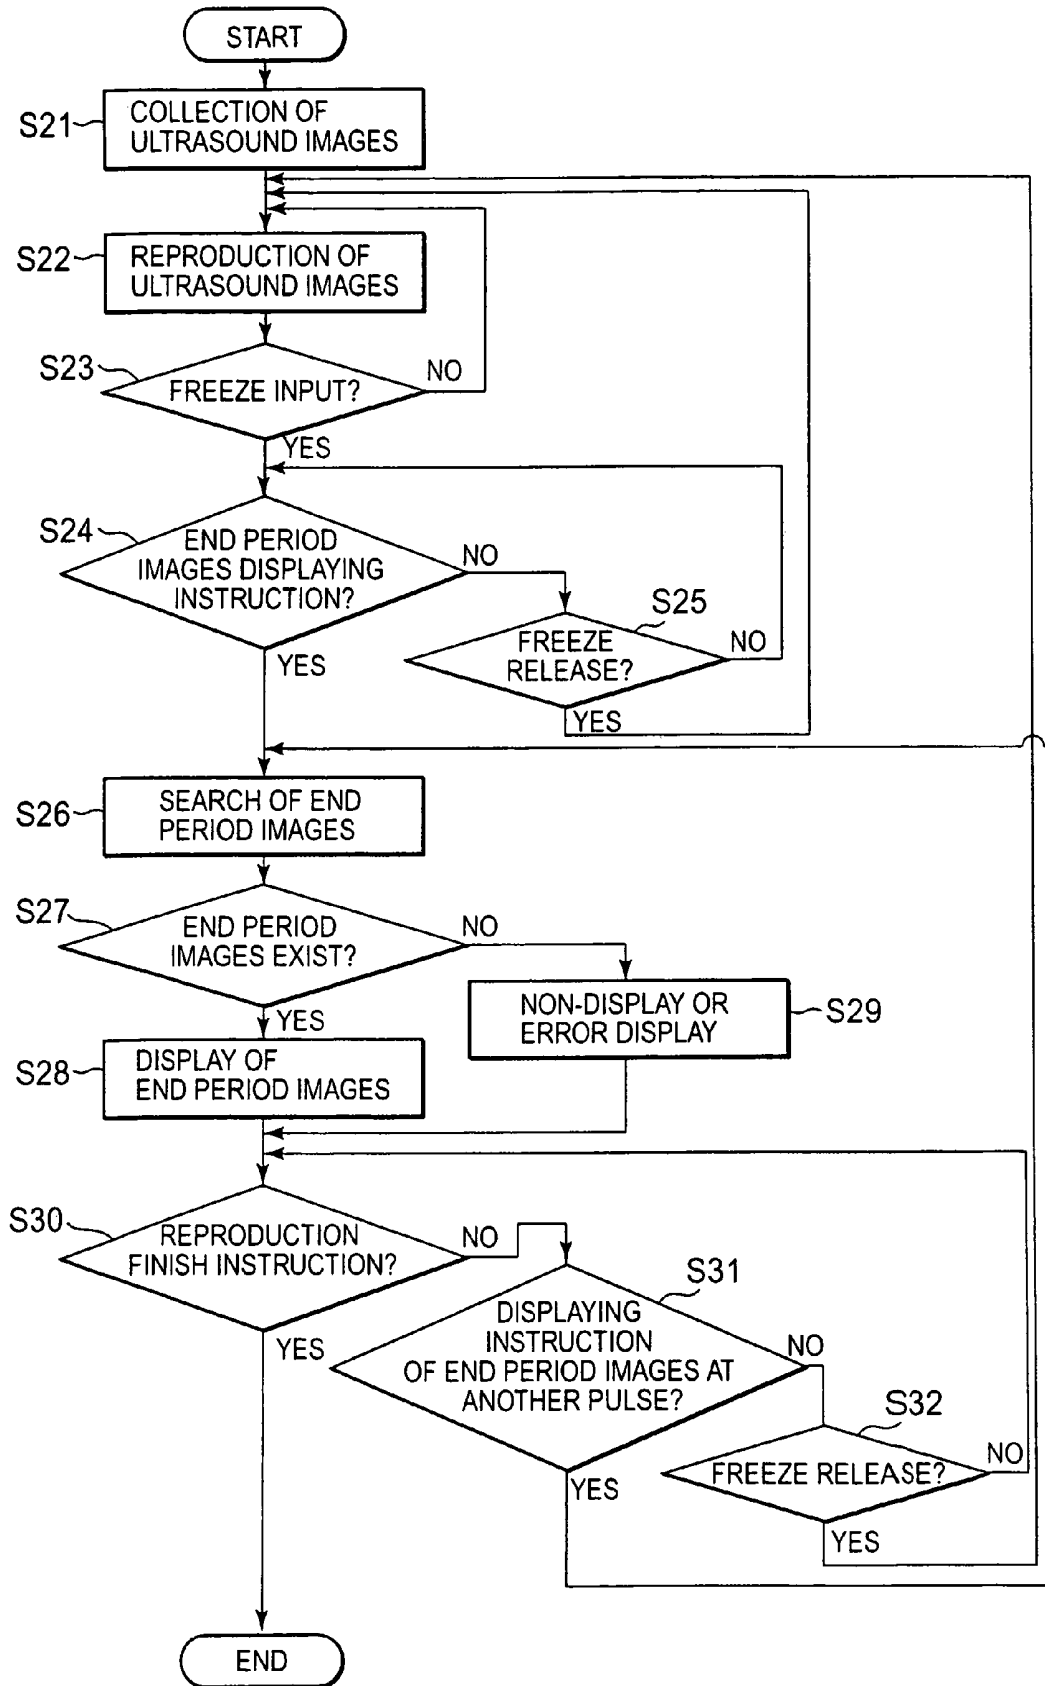 START
S21
COLLECTION OF
ULTRASOUND IMAGES
S22
REPRODUCTION OF
ULTRASOUND IMAGES
S23
FREEZE INPUT?
NO
YES
S24
END PERIOD
IMAGES DISPLAYING
INSTRUCTION?
NO
YES
S25
FREEZE
RELEASE?
NO
YES
S26
SEARCH OF END
PERIOD IMAGES
S27
END PERIOD
IMAGES EXIST?
NO
YES
NON-DISPLAY OR
ERROR DISPLAY
S29
S28
DISPLAY OF
END PERIOD IMAGES
S30
REPRODUCTION
FINISH INSTRUCTION?
NO
YES
S31
DISPLAYING
INSTRUCTION
OF END PERIOD IMAGES AT
ANOTHER PULSE?
NO
YES
S32
FREEZE RELEASE?
NO
YES
END